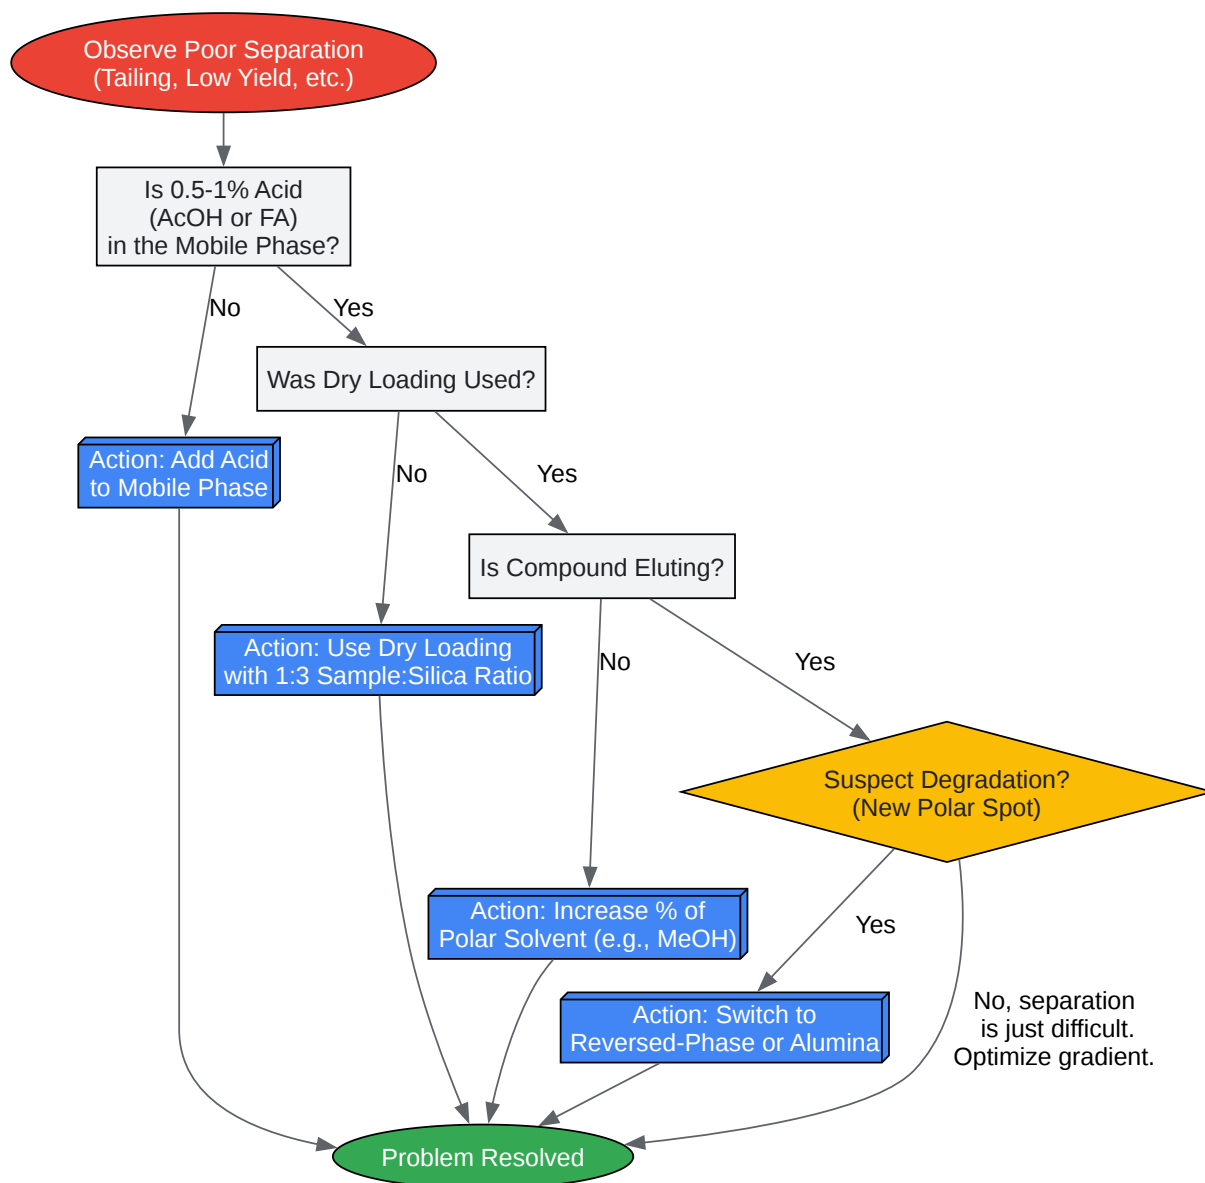 Observe Poor Separation
(Tailing, Low Yield, etc.)
Is 0.5-1% Acid
(AcOH or FA)
in the Mobile Phase?
No
Yes
Was Dry Loading Used?
Action: Add Acid
to Mobile Phase
No
Yes
Is Compound Eluting?
Action: Use Dry Loading
with 1:3 Sample:Silica Ratio
No
Yes
Suspect Degradation?
(New Polar Spot)
Action: Increase % of
Polar Solvent (e.g., MeOH)
Yes
Action: Switch to
Reversed-Phase or Alumina
No, separation
is just difficult.
Optimize gradient.
Problem Resolved